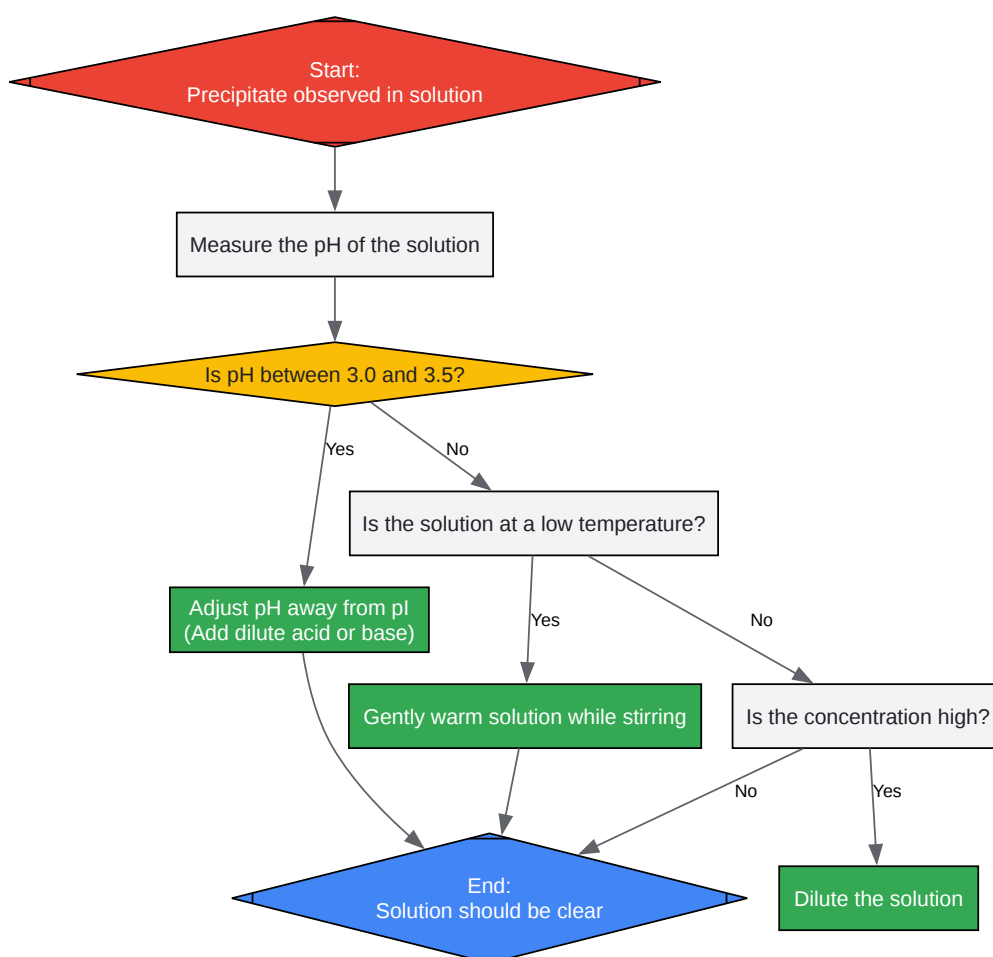 Start:
Precipitate observed in solution
Measure the pH of the solution
Is pH between 3.0 and 3.5?
Yes
No
Is the solution at a low temperature?
Adjust pH away from pI
(Add dilute acid or base)
Yes
No
Gently warm solution while stirring
Is the concentration high?
No
Yes
End:
Solution should be clear
Dilute the solution